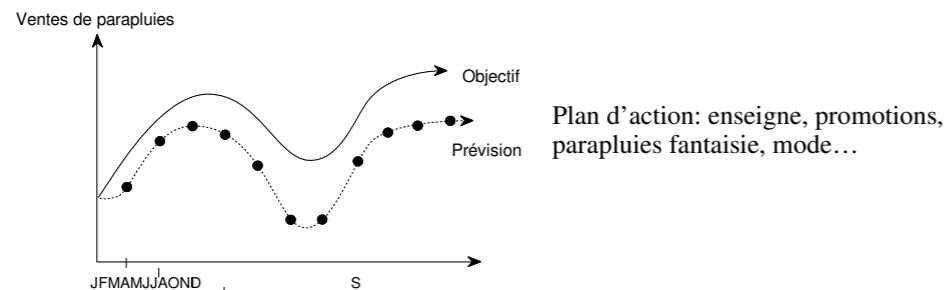 Ventes de parapluies
Objectif
Plan d'action: enseigne, promotions,
parapluies fantaisie, mode…
Prévision
JFMAMJJAOND
S